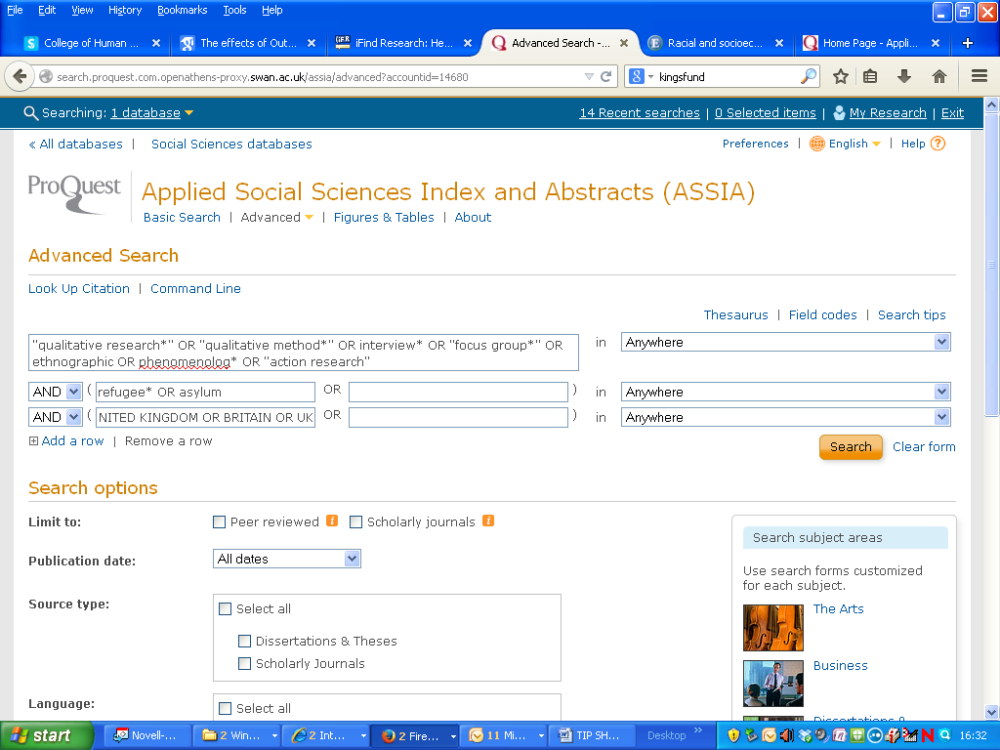 File Edit View History Bookmarks Tools Help
College of Human ... × The effects of Out... × iFind Research: He... × Advanced Search -... × Racial and socioec... × Home Page - Appli... × +
search.proquest.com.openathens-proxy.swan.ac.uk/assia/advanced?accountid=14680 kingsfund
Searching: 1 database 14 Recent searches | 0 Selected items | My Research | Exit
« All databases | Social Sciences databases Preferences | English | Help ?
ProQuest Applied Social Sciences Index and Abstracts (ASSIA)
Basic Search | Advanced | Figures & Tables | About
Advanced Search
Look Up Citation | Command Line
Thesaurus | Field codes | Search tips
"qualitative research*" OR "qualitative method*" OR interview* OR "focus group*" OR
ethnographic OR phenomenolog* OR "action research"
in Anywhere
AND ( refugee* OR asylum OR ) in Anywhere
AND ( NITED KINGDOM OR BRITAIN OR UK OR ) in Anywhere
Add a row | Remove a row
Search Clear form
Search options
Limit to: Peer reviewed i Scholarly journals i
Publication date: All dates
Source type: Select all
Dissertations & Theses
Scholarly Journals
Language: Select all
Search subject areas
Use search forms customized
for each subject.
The Arts
Business
Dissertations &
start Novell-... 2 Win... 2 Int... 2 Fire... 11 Mi... TIP SH... Desktop » 16:32